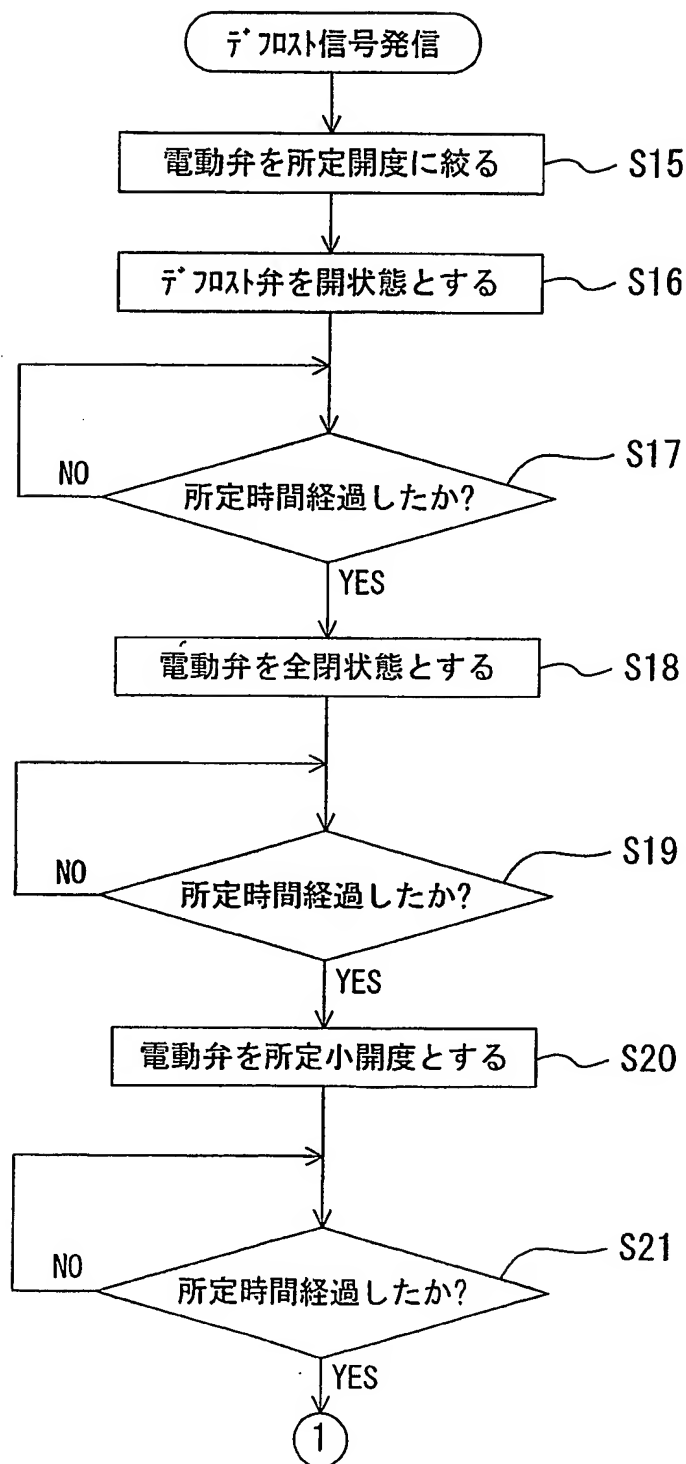 ﾃﾞﾌﾛｽﾄ信号発信
電動弁を所定開度に絞る
S15
ﾃﾞﾌﾛｽﾄ弁を開状態とする
S16
所定時間経過したか?
S17
NO
YES
電動弁を全閉状態とする
S18
所定時間経過したか?
S19
NO
YES
電動弁を所定小開度とする
S20
所定時間経過したか?
S21
NO
YES
1